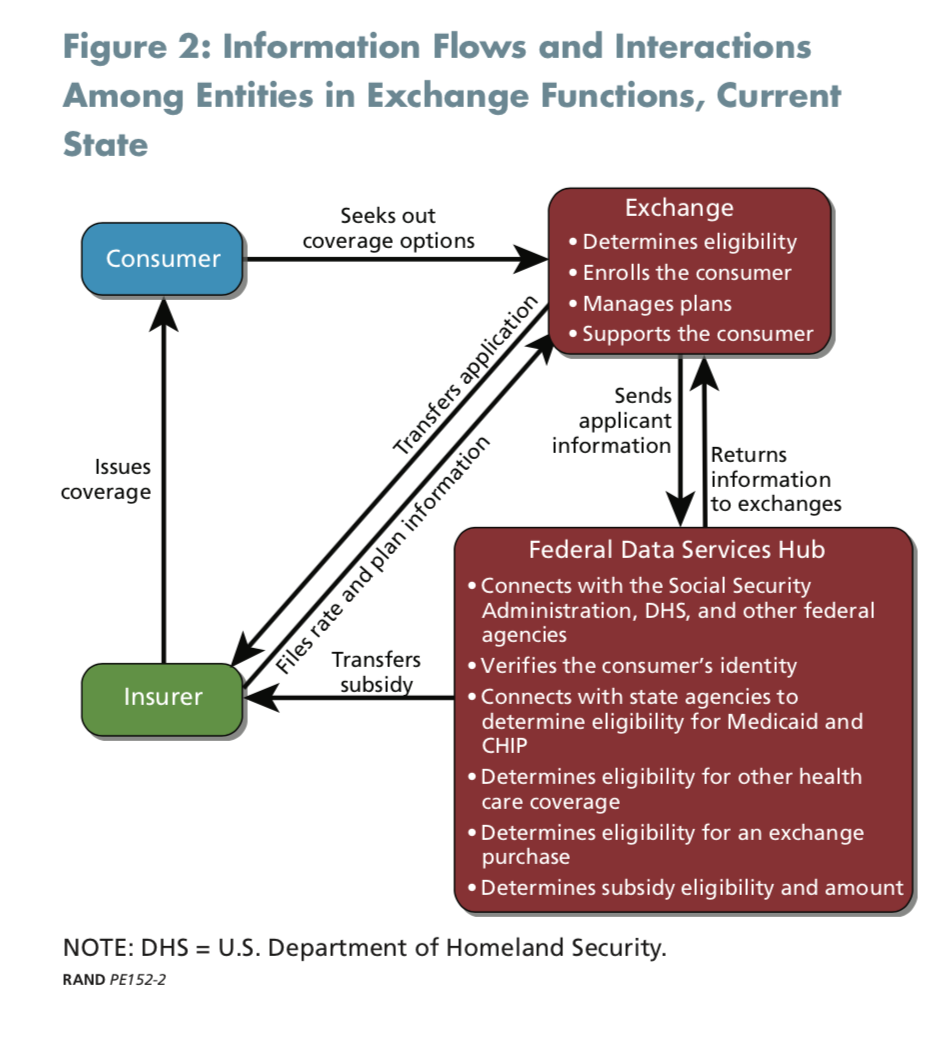 Figure 2: Information Flows and Interactions
Among Entities in Exchange Functions, Current
State
Consumer
Seeks out
coverage options
Exchange
• Determines eligibility
• Enrolls the consumer
• Manages plans
• Supports the consumer
Transfers application
Files rate and plan information
Sends
applicant
information
Returns
information
to exchanges
Issues
coverage
Insurer
Transfers
subsidy
Federal Data Services Hub
• Connects with the Social Security
Administration, DHS, and other federal
agencies
• Verifies the consumer’s identity
• Connects with state agencies to
determine eligibility for Medicaid and
CHIP
• Determines eligibility for other health
care coverage
• Determines eligibility for an exchange
purchase
• Determines subsidy eligibility and amount
NOTE: DHS = U.S. Department of Homeland Security.
RAND PE152-2